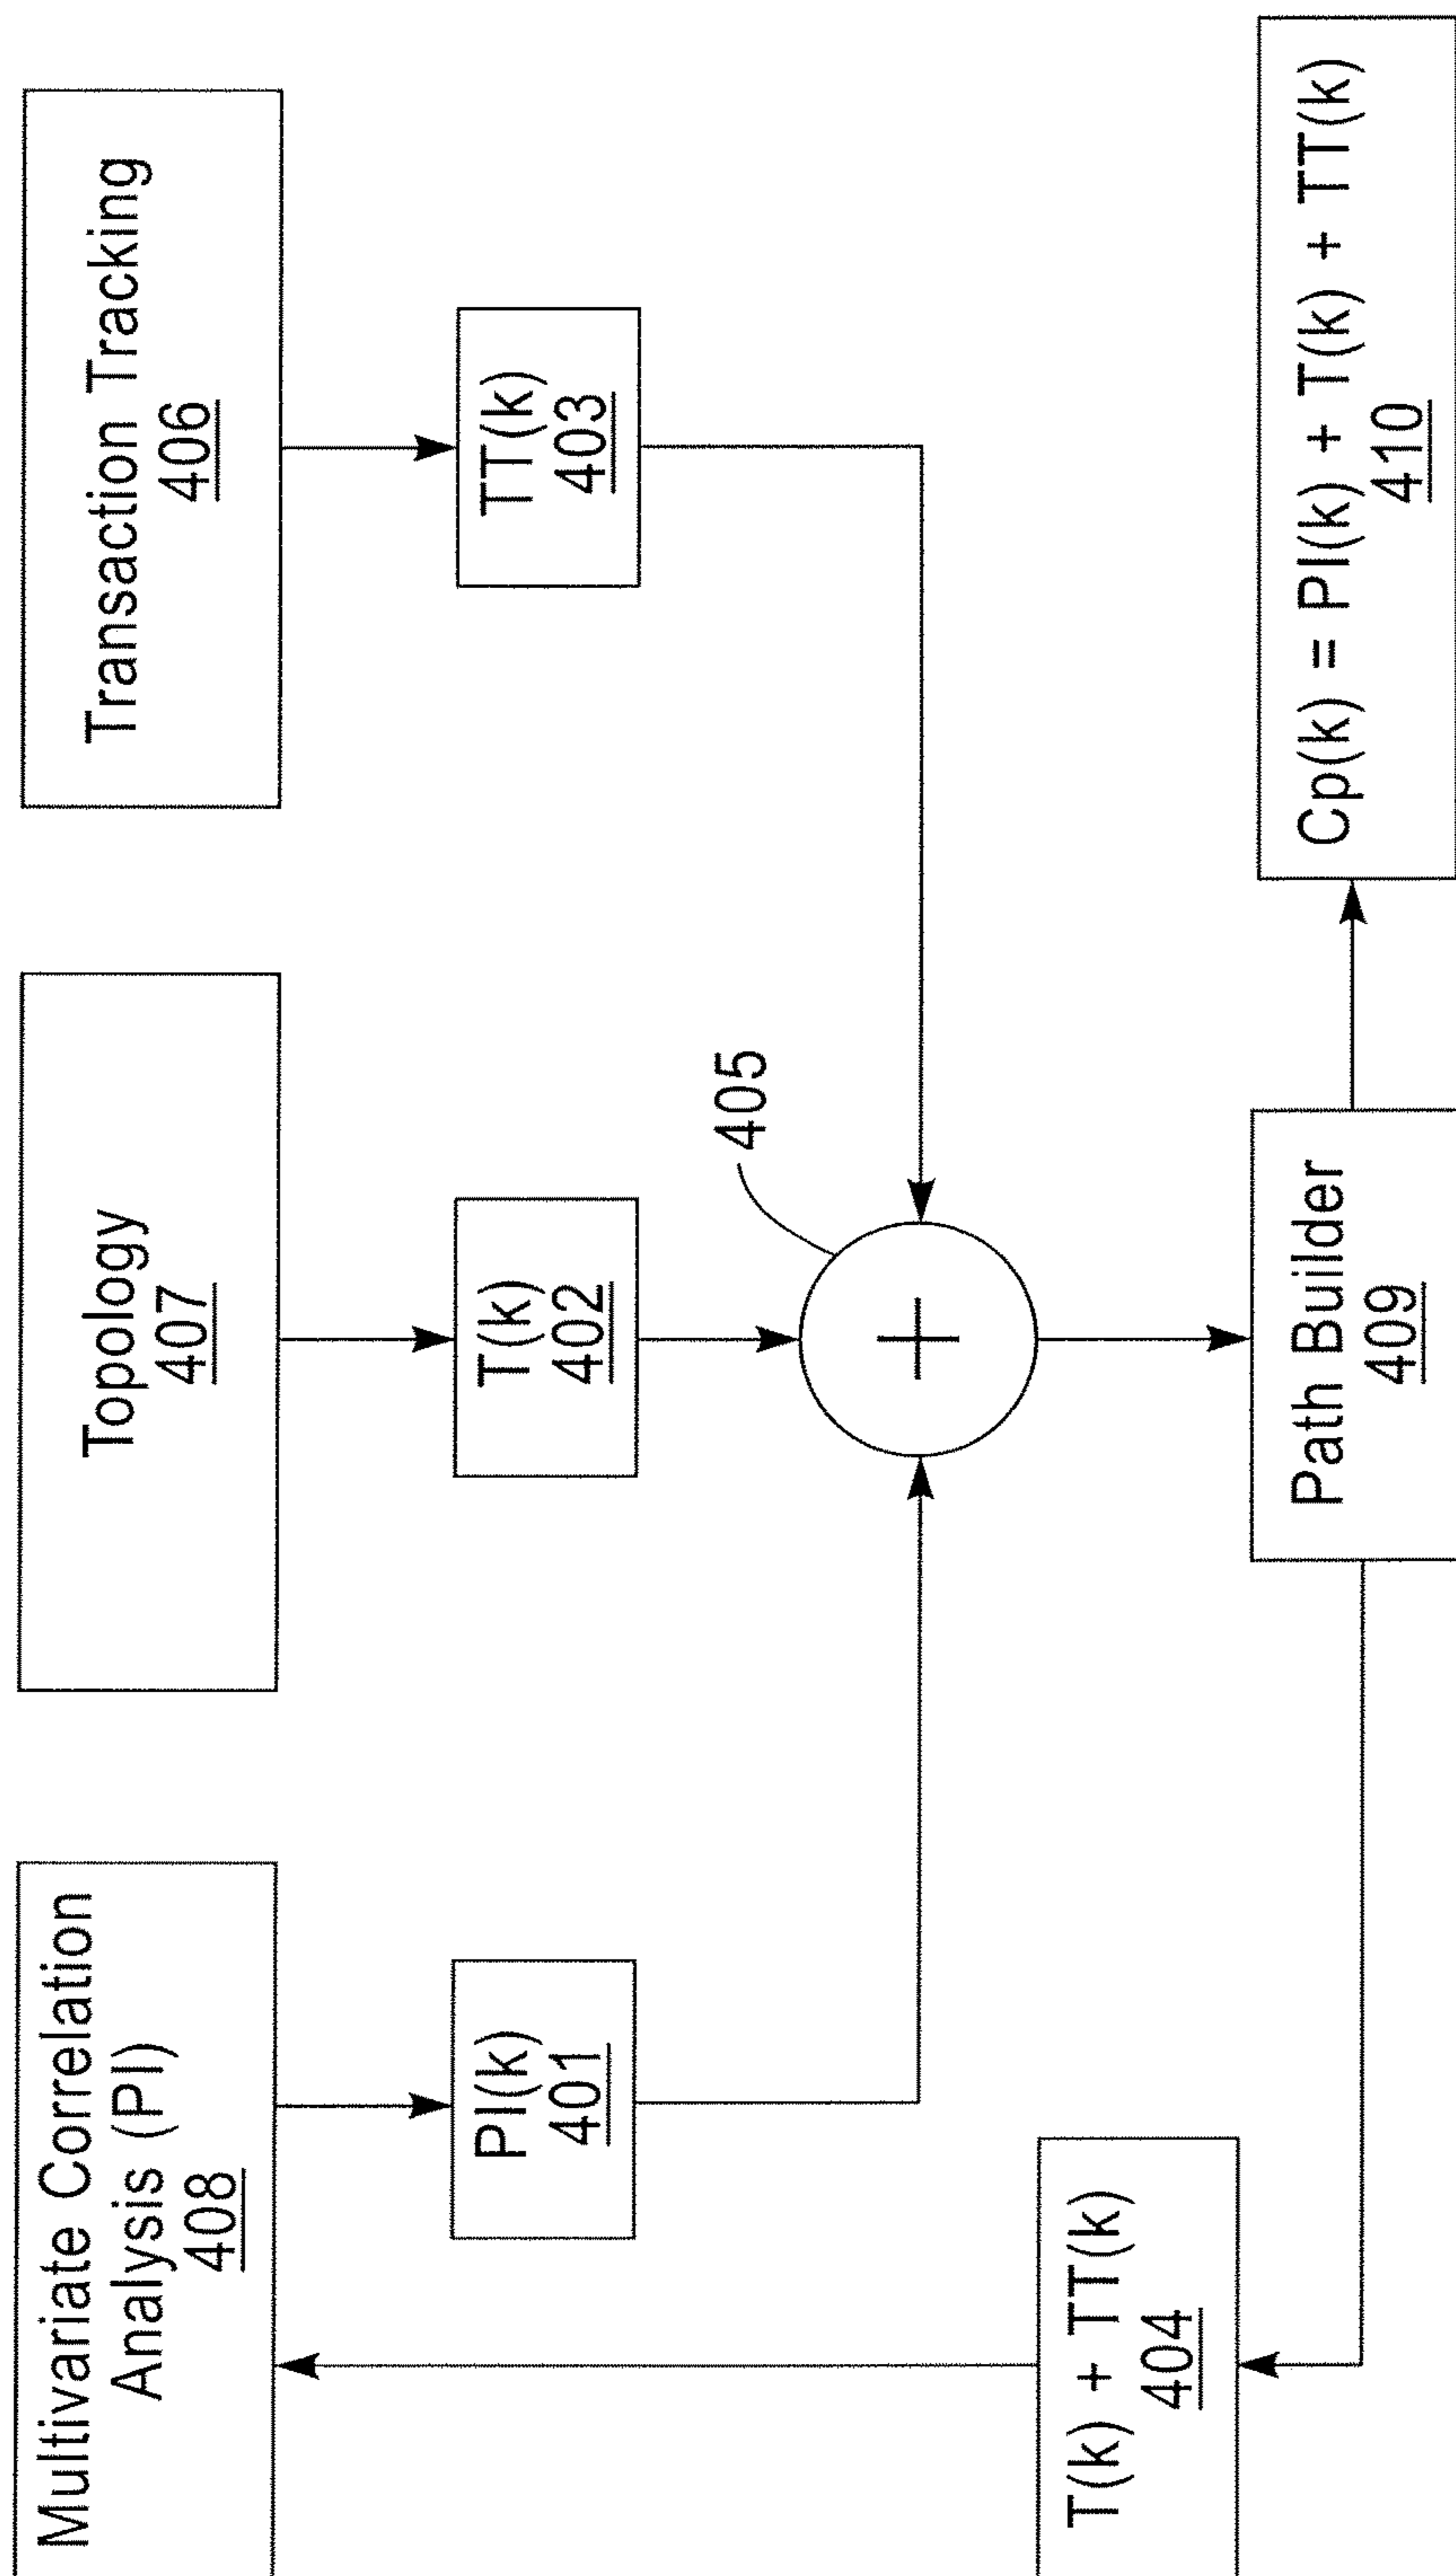 Multivariate Correlation
Analysis (PI)
408
Topology
407
Transaction Tracking
406
PI(k)
401
T(k)
402
TT(k)
403
405
+
T(k) + TT(k)
404
Path Builder
409
Cp(k) = PI(k) + T(k) + TT(k)
410